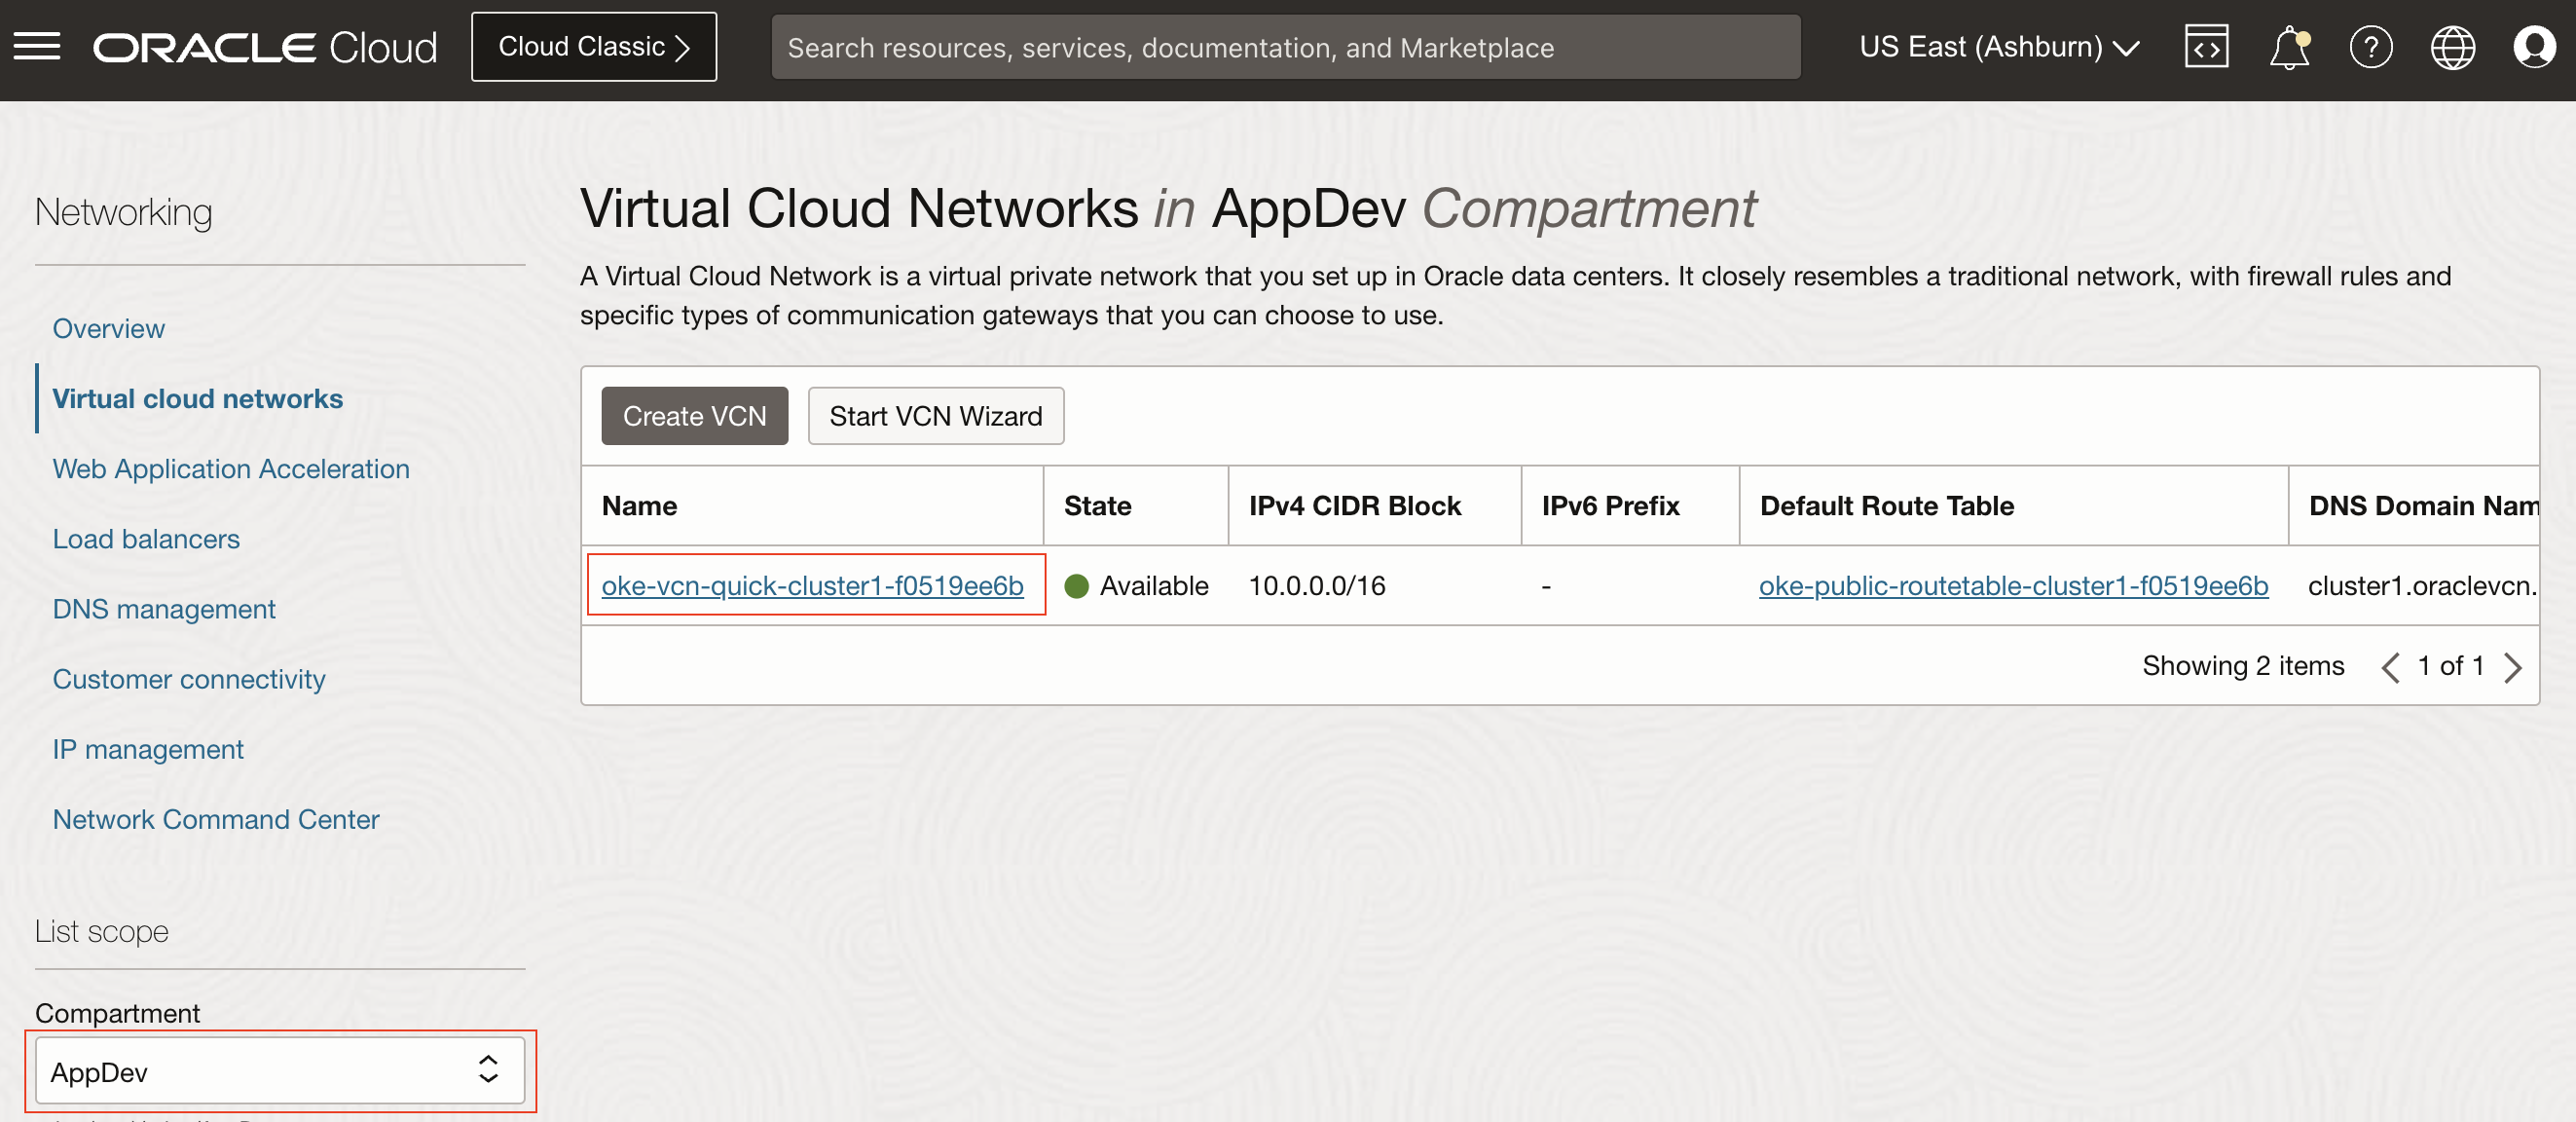 ORACLE Cloud
Cloud Classic
Search resources, services, documentation, and Marketplace
US East (Ashburn)
Networking
Overview
Virtual cloud networks
Web Application Acceleration
Load balancers
DNS management
Customer connectivity
IP management
Network Command Center
List scope
Compartment
AppDev
Virtual Cloud Networks in AppDev Compartment
A Virtual Cloud Network is a virtual private network that you set up in Oracle data centers. It closely resembles a traditional network, with firewall rules and
specific types of communication gateways that you can choose to use.
Create VCN Start VCN Wizard
Name State IPv4 CIDR Block IPv6 Prefix Default Route Table DNS Domain Nam
oke-vcn-quick-cluster1-f0519ee6b Available 10.0.0.0/16 - oke-public-routetable-cluster1-f0519ee6b cluster1.oraclevcn.
Showing 2 items 1 of 1